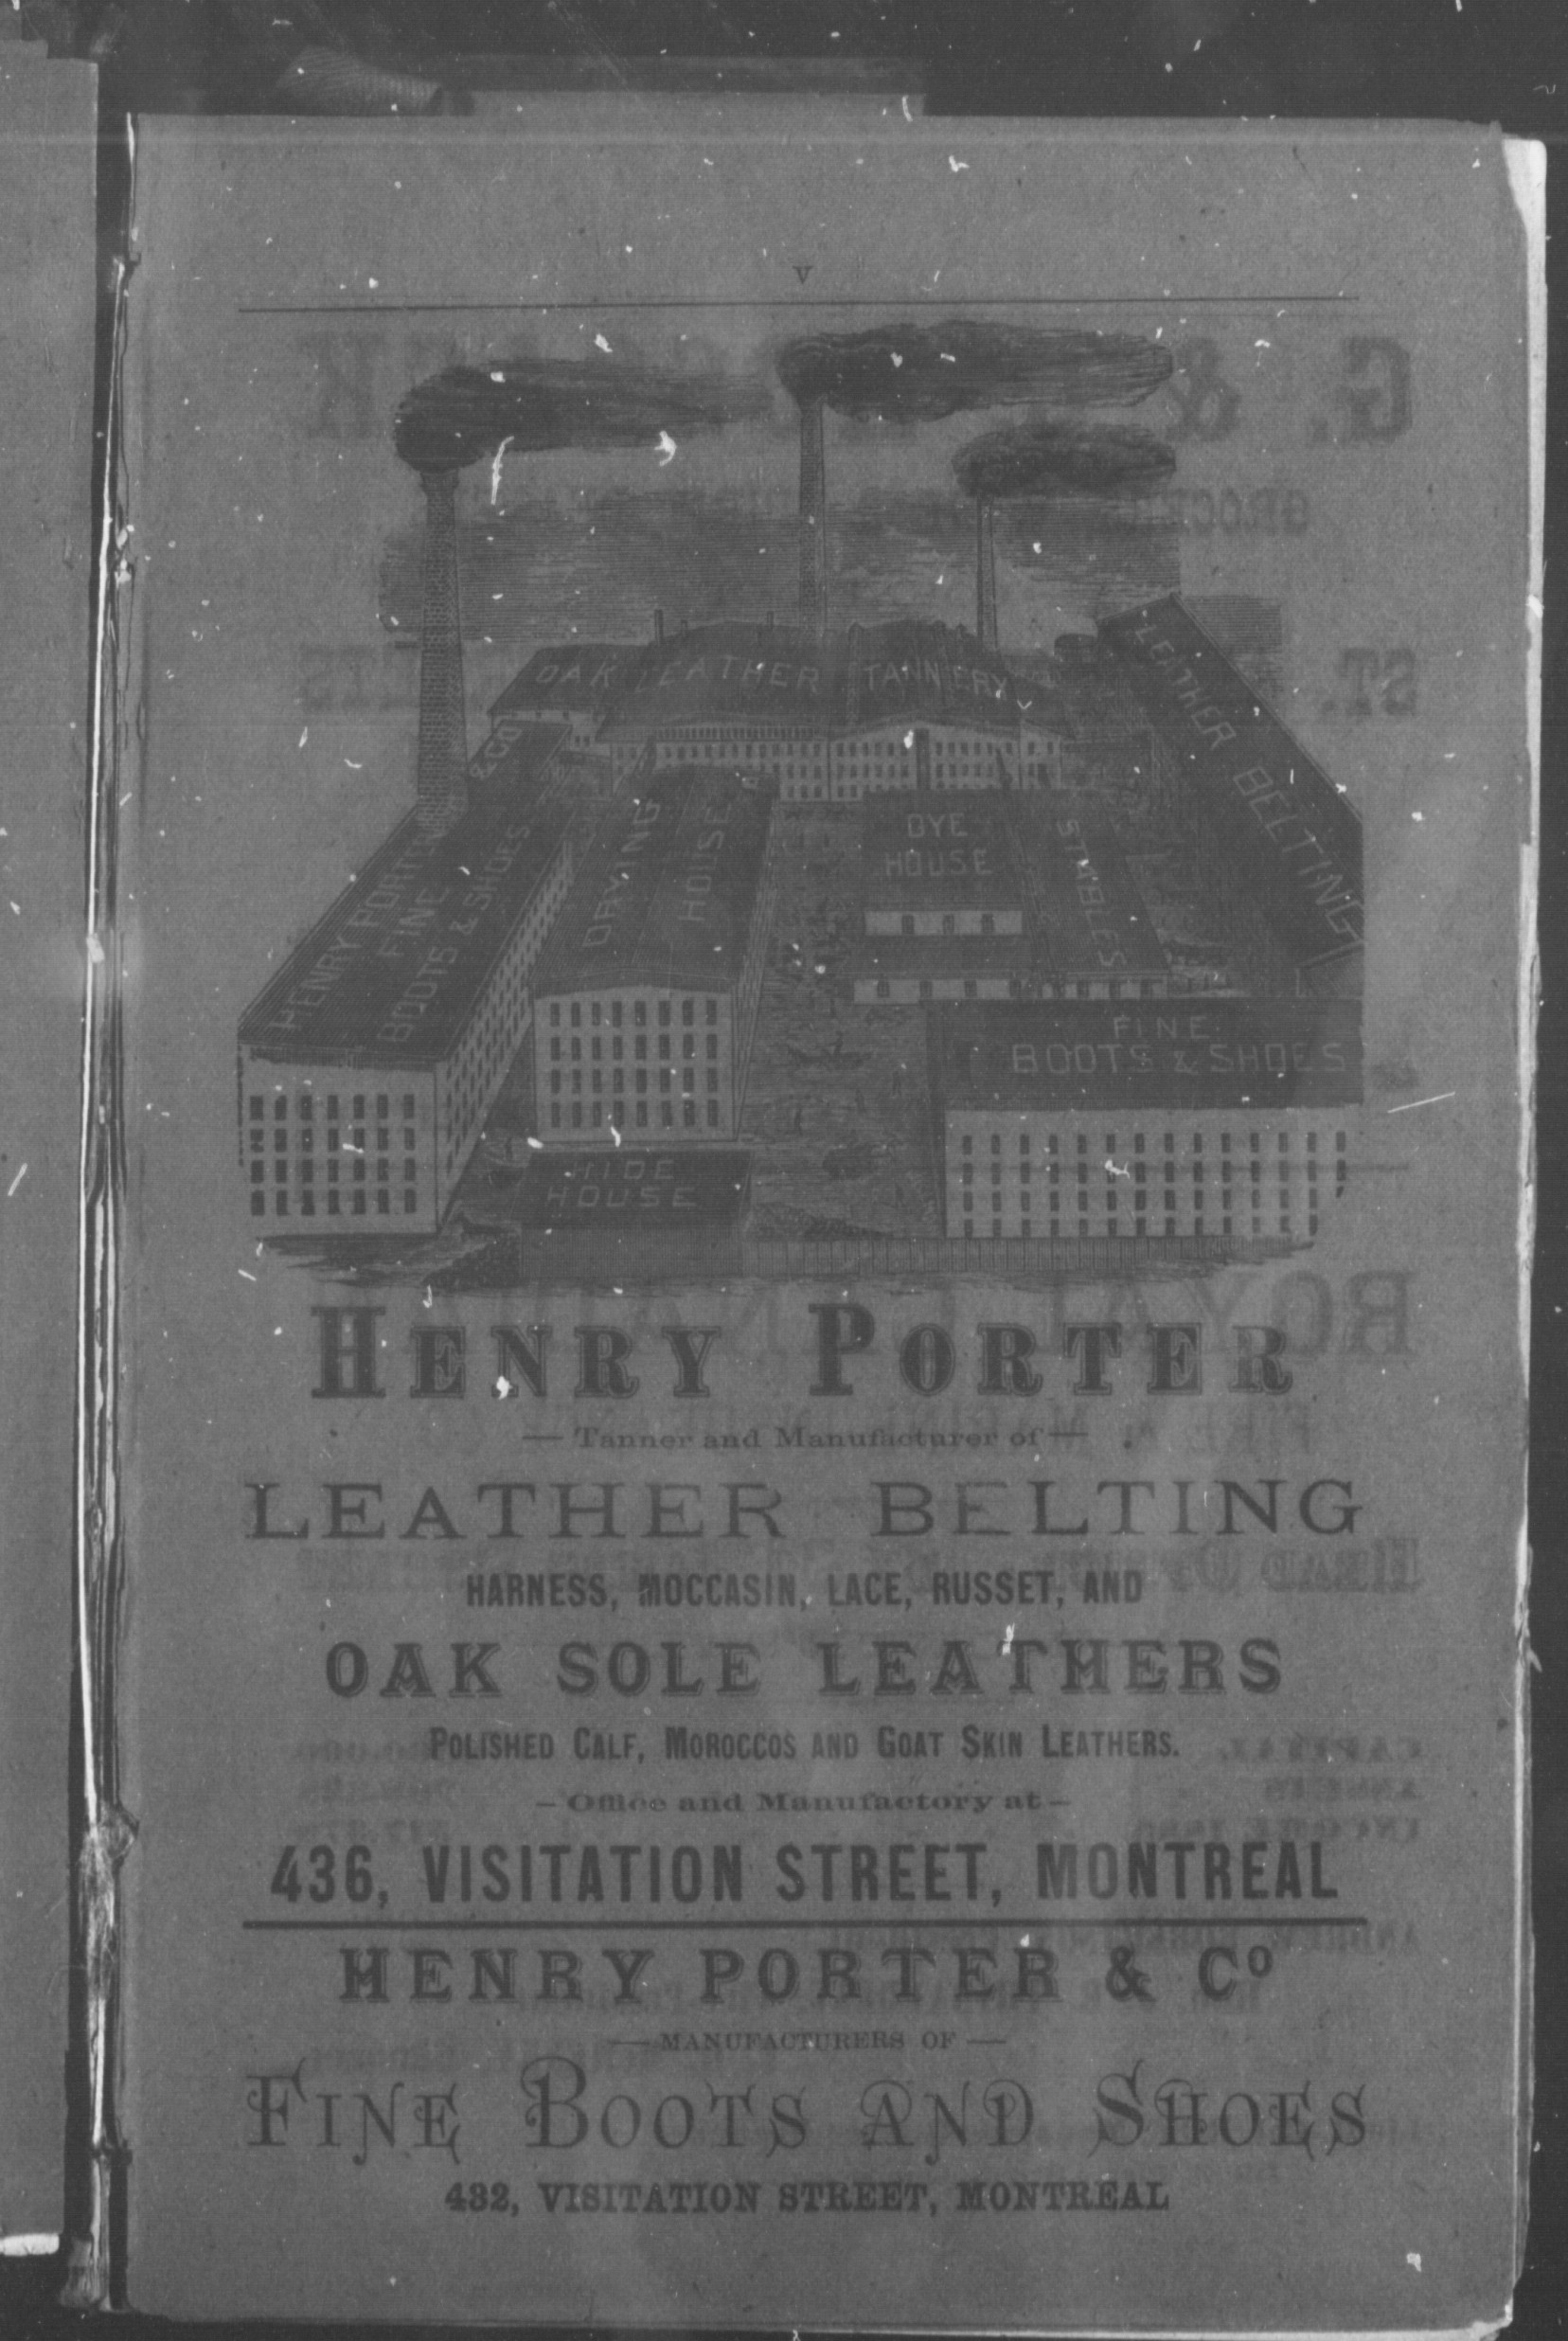 V
OAK LEATHER TANNERY
LEATHER BELTING
HENRY PORTER & CO
FINE
BOOTS & SHOES
DRYING HOUSE
DYE
HOUSE
STABLES
FINE
BOOTS & SHOES
HIDE
HOUSE
HENRY PORTER
— Tanner and Manufacturer of —
LEATHER BELTING
HARNESS, MOCCASIN, LACE, RUSSET, AND
OAK SOLE LEATHERS
POLISHED CALF, MOROCCOS AND GOAT SKIN LEATHERS.
— Office and Manufactory at —
436, VISITATION STREET, MONTREAL
HENRY PORTER & Co
— MANUFACTURERS OF —
FINE BOOTS AND SHOES
432, VISITATION STREET, MONTREAL